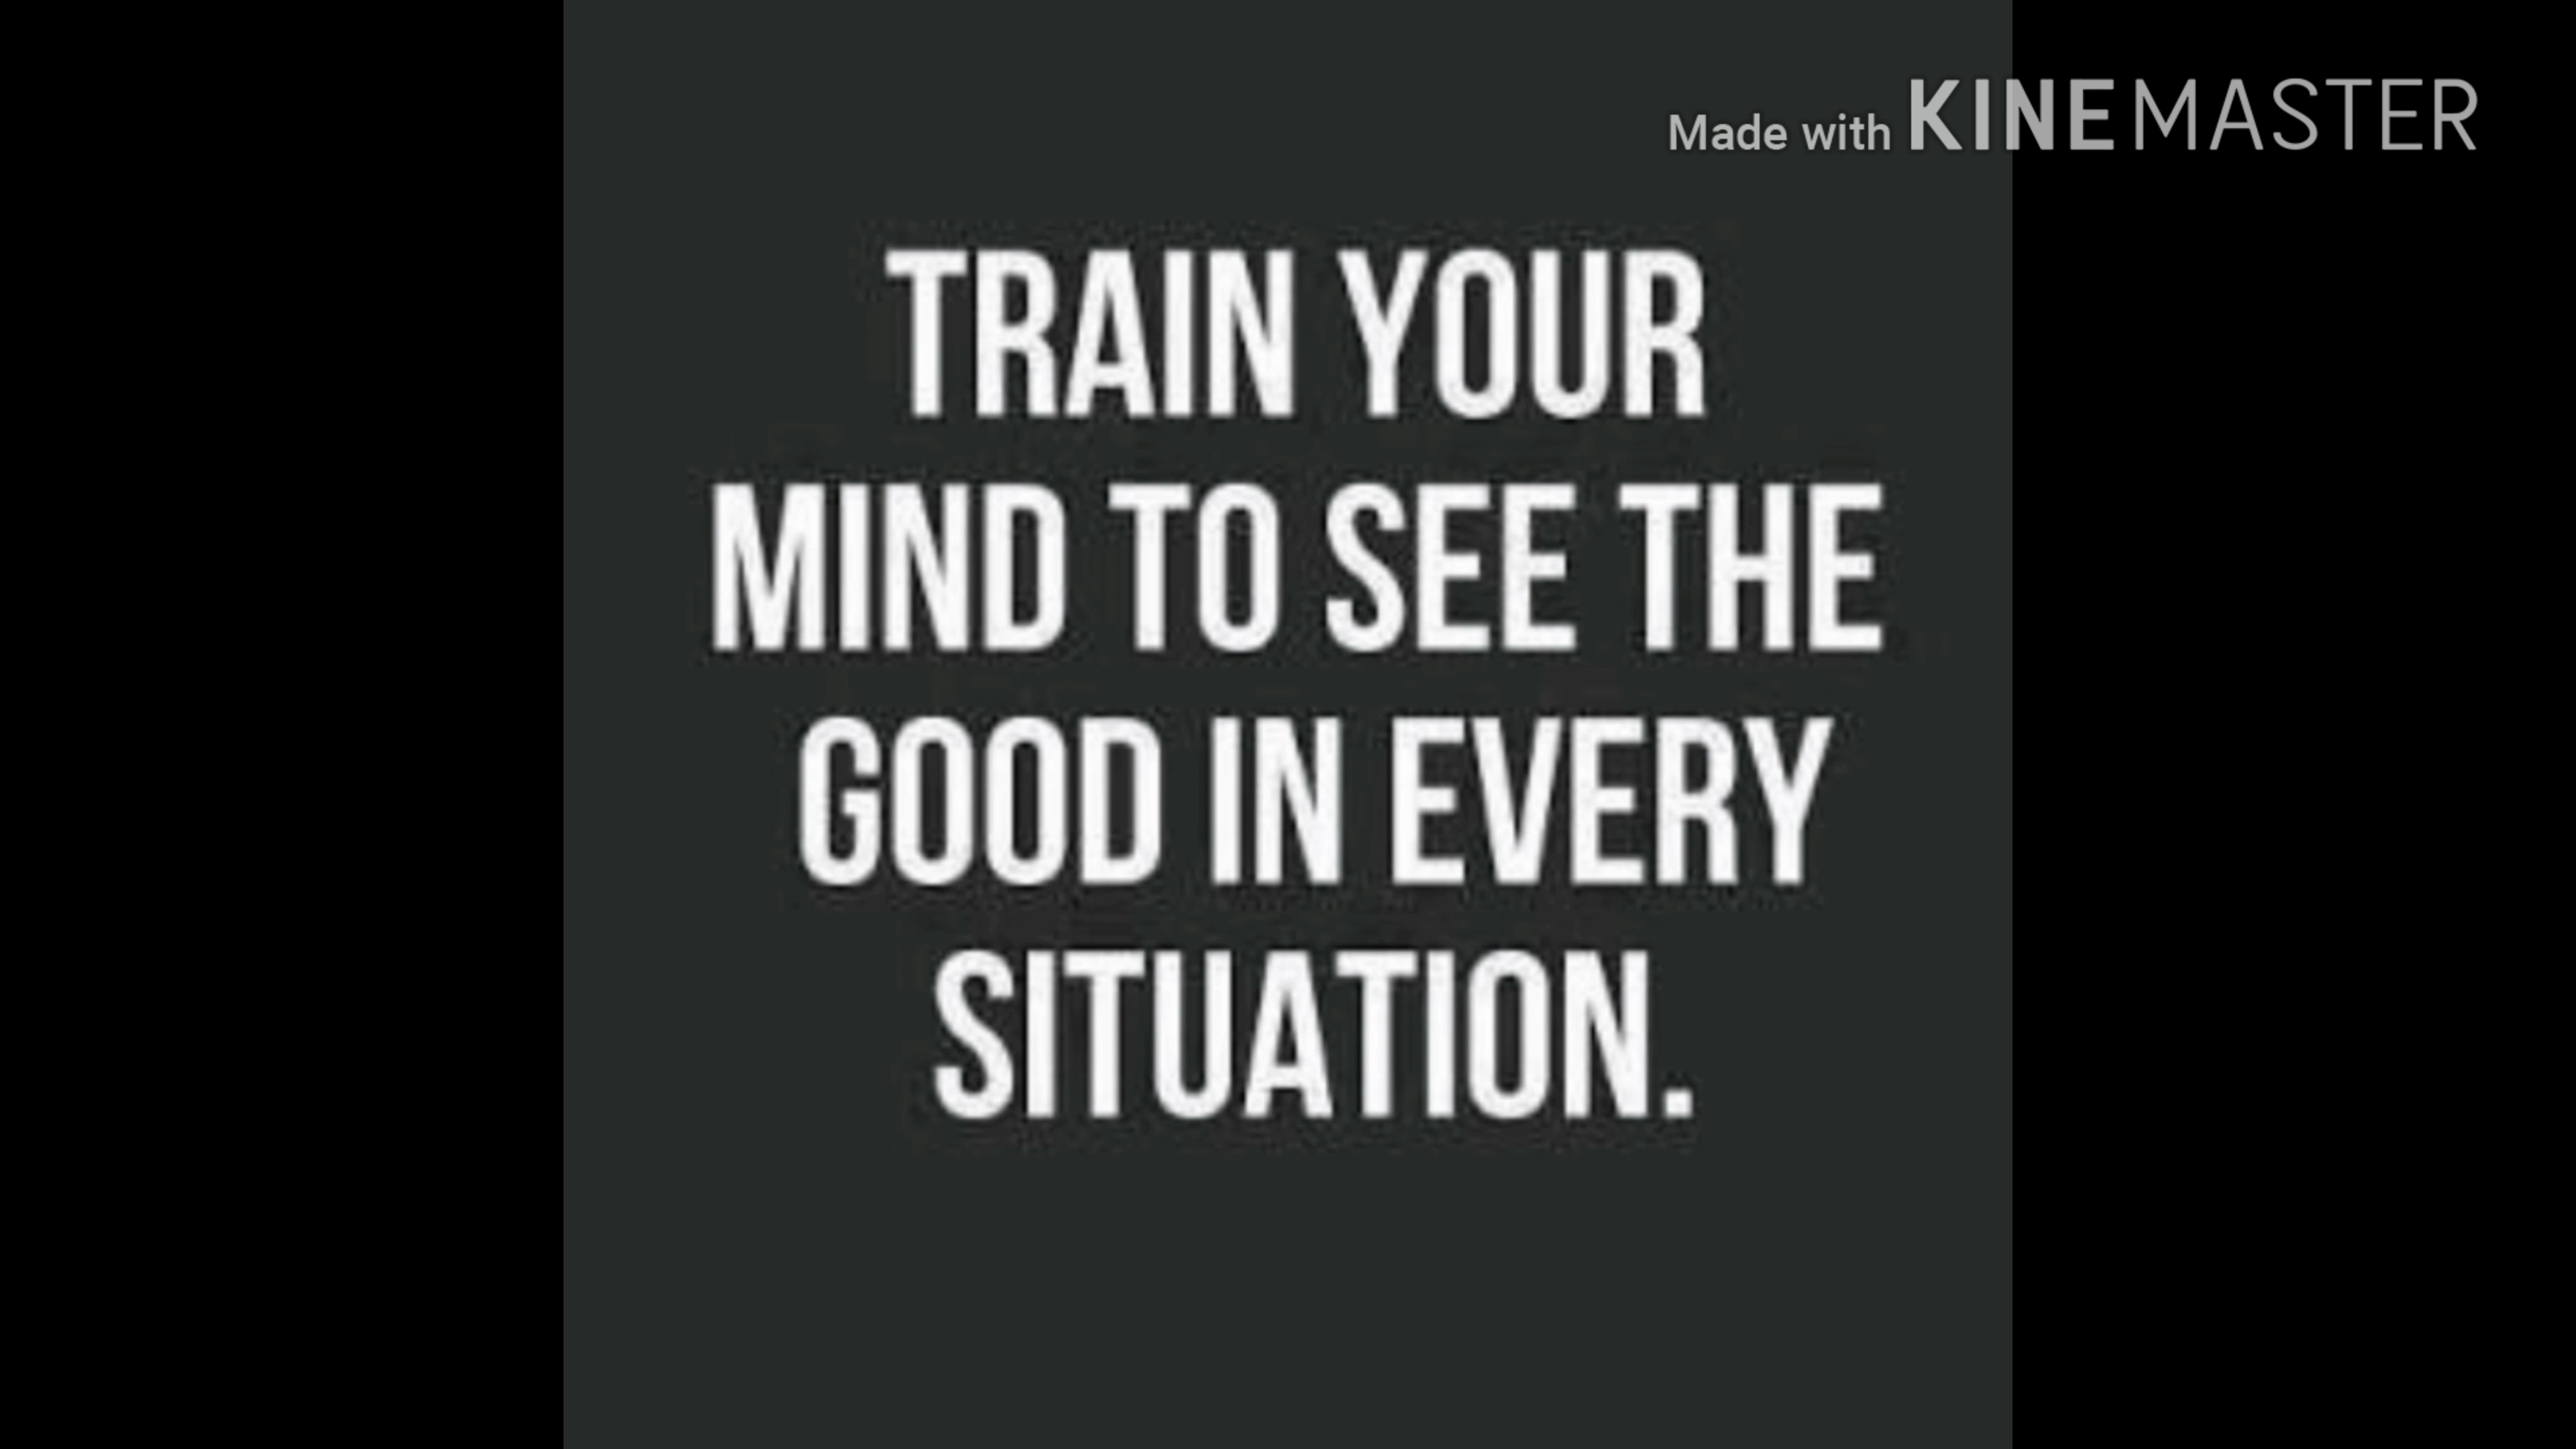 Made with KINEMASTER
TRAIN YOUR
MIND TO SEE THE
GOOD IN EVERY
SITUATION.